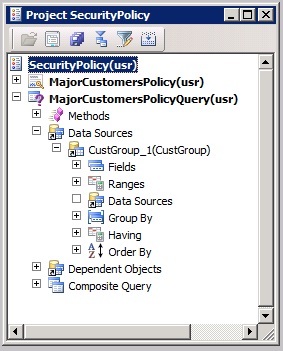 Project SecurityPolicy
SecurityPolicy(usr)
MajorCustomersPolicy(usr)
MajorCustomersPolicyQuery(usr)
Methods
Data Sources
CustGroup_1(CustGroup)
Fields
Ranges
Data Sources
Group By
Having
Order By
Dependent Objects
Composite Query